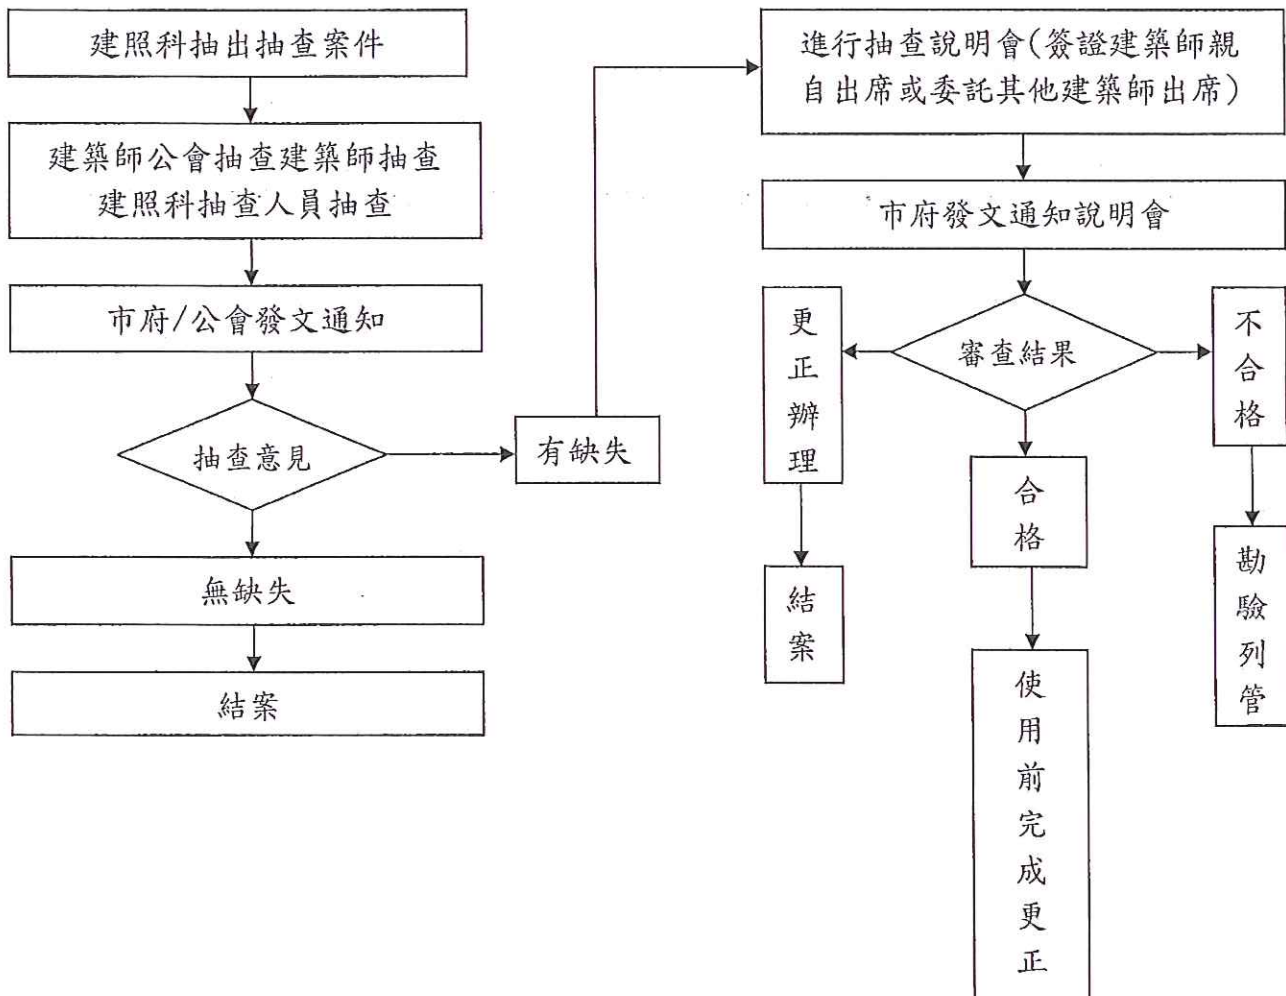 建照科抽出抽查案件
建築師公會抽查建築師抽查
建照科抽查人員抽查
市府/公會發文通知
抽查意見
有缺失
無缺失
結案
進行抽查說明會(簽證建築師親
自出席或委託其他建築師出席)
市府發文通知說明會
審查結果
更正辦理
結案
合格
使用前完成更正
不合格
勘驗列管